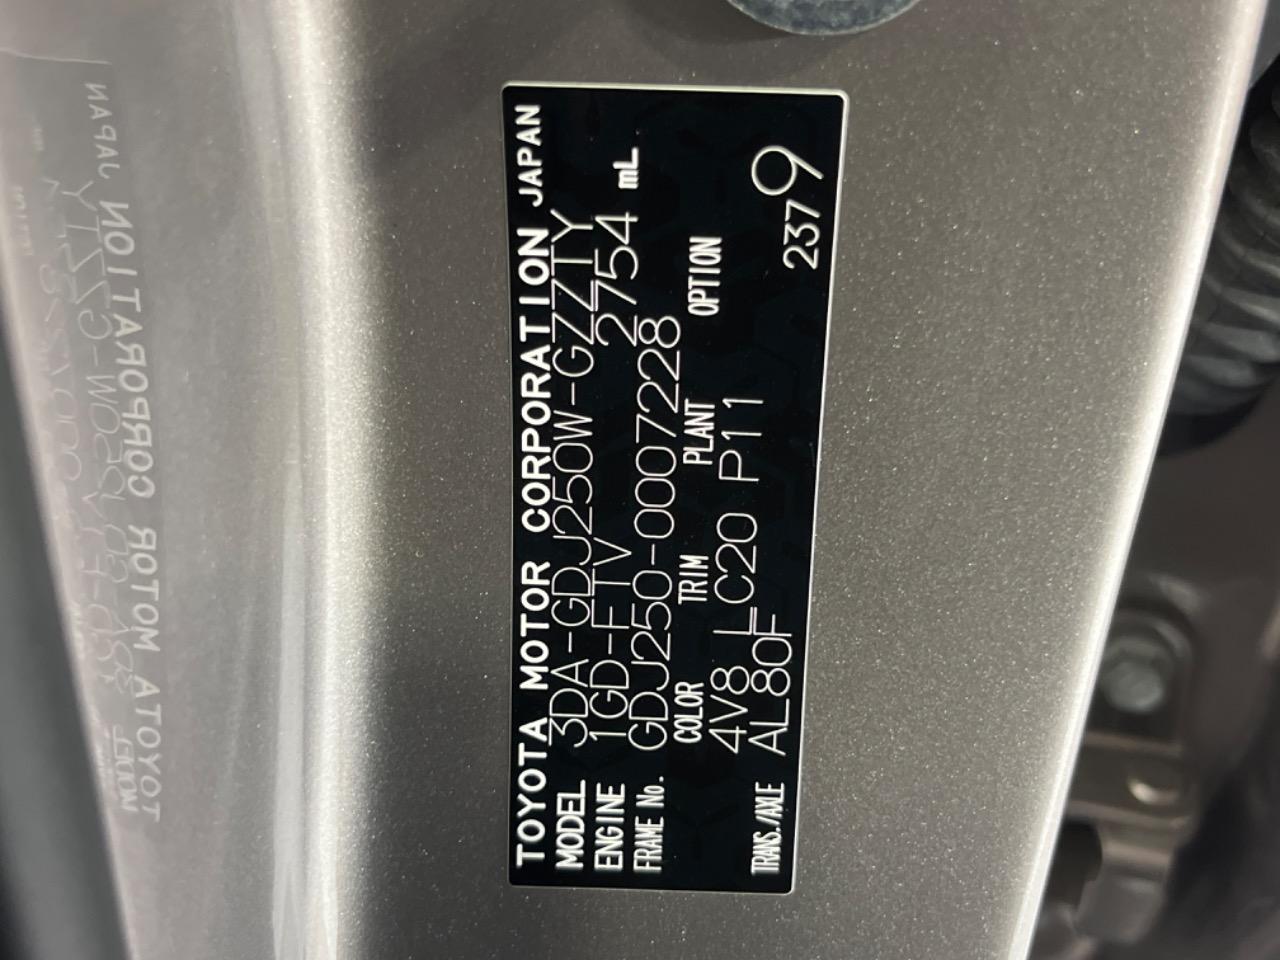 TOYOTA MOTOR CORPORATION JAPAN
MODEL 3DA-GDJ250W-GZZTY
ENGINE 1GD-FTV 2754 mL
FRAME No. GDJ250-0007228
COLOR TRIM PLANT OPTION
4V8 LC20 P11
TRANS./AXLE AL80F
2379